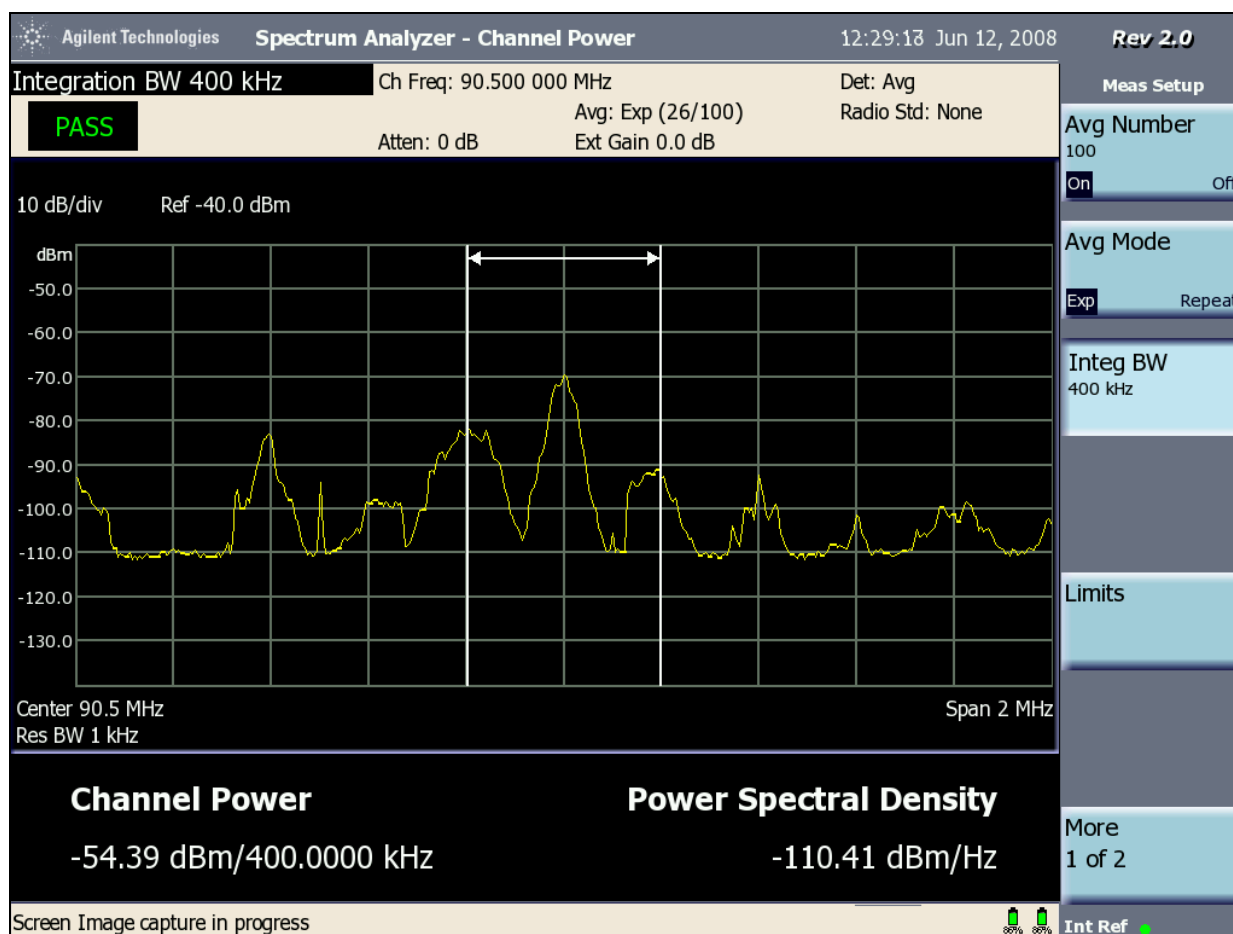 Agilent Technologies Spectrum Analyzer - Channel Power 12:29:13 Jun 12, 2008 Rev 2.0
Integration BW 400 kHz Ch Freq: 90.500 000 MHz Det: Avg Meas Setup
PASS Avg: Exp (26/100) Radio Std: None
Atten: 0 dB Ext Gain 0.0 dB
Avg Number
100
On Off
10 dB/div Ref -40.0 dBm
Avg Mode
Exp Repeat
dBm
-50.0
-60.0
-70.0
-80.0
-90.0
-100.0
-110.0
-120.0
-130.0
Integ BW
400 kHz
Limits
Center 90.5 MHz Span 2 MHz
Res BW 1 kHz
Channel Power Power Spectral Density
-54.39 dBm/400.0000 kHz -110.41 dBm/Hz
More
1 of 2
Screen Image capture in progress Int Ref